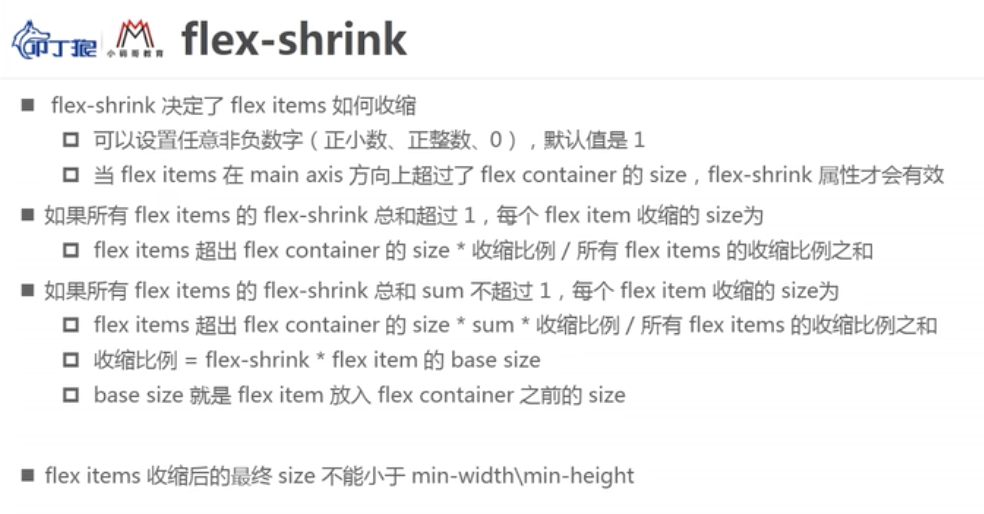 叩丁狼 小码哥教育 flex-shrink
flex-shrink 决定了 flex items 如何收缩
可以设置任意非负数字（正小数、正整数、0），默认值是 1
当 flex items 在 main axis 方向上超过了 flex container 的 size，flex-shrink 属性才会有效
如果所有 flex items 的 flex-shrink 总和超过 1，每个 flex item 收缩的 size为
flex items 超出 flex container 的 size * 收缩比例 / 所有 flex items 的收缩比例之和
如果所有 flex items 的 flex-shrink 总和 sum 不超过 1，每个 flex item 收缩的 size为
flex items 超出 flex container 的 size * sum * 收缩比例 / 所有 flex items 的收缩比例之和
收缩比例 = flex-shrink * flex item 的 base size
base size 就是 flex item 放入 flex container 之前的 size
flex items 收缩后的最终 size 不能小于 min-width\min-height